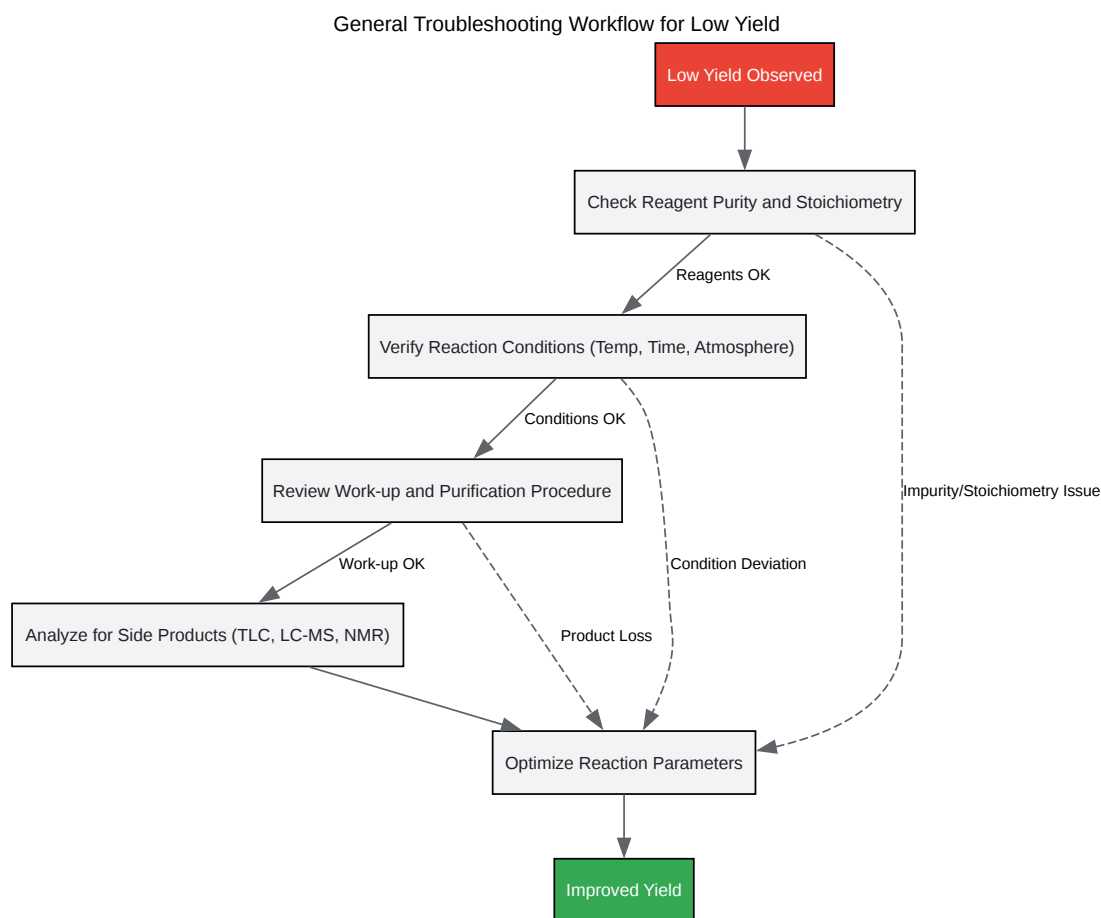 General Troubleshooting Workflow for Low Yield
Low Yield Observed
Check Reagent Purity and Stoichiometry
Reagents OK
Verify Reaction Conditions (Temp, Time, Atmosphere)
Conditions OK
Review Work-up and Purification Procedure
Impurity/Stoichiometry Issue
Work-up OK
Condition Deviation
Analyze for Side Products (TLC, LC-MS, NMR)
Product Loss
Optimize Reaction Parameters
Improved Yield